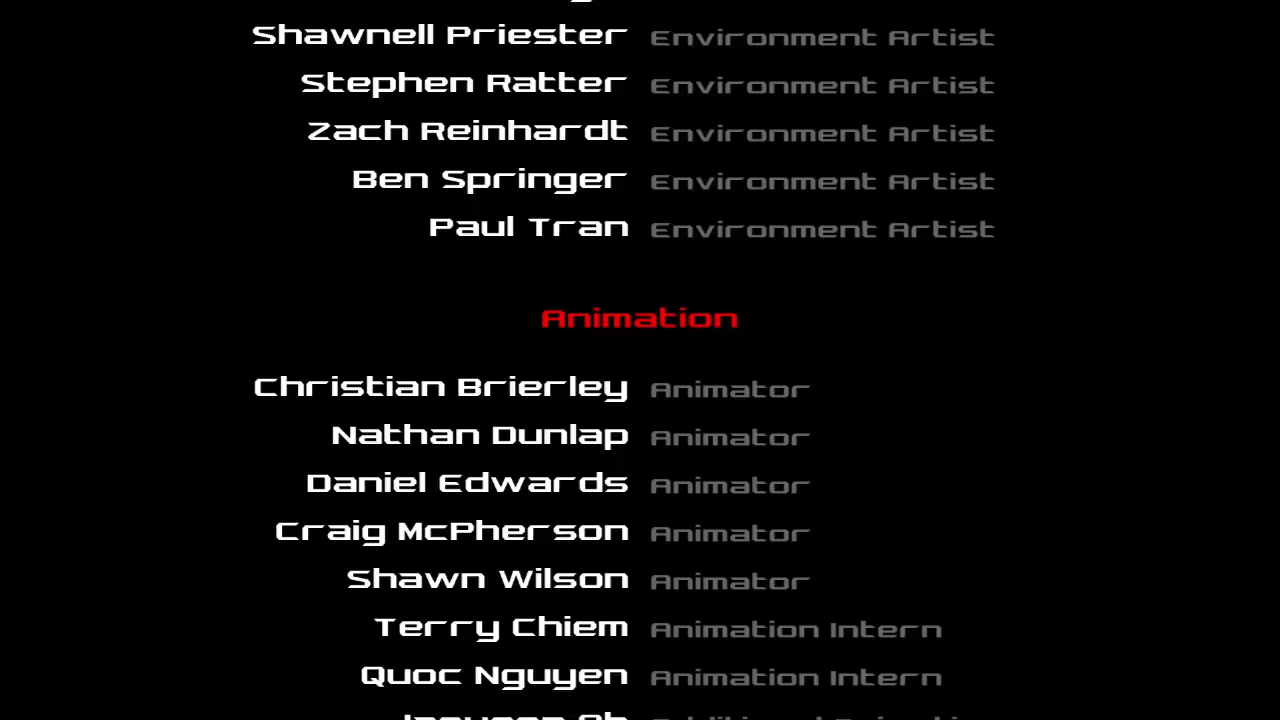 Shawnell Priester Environment Artist
Stephen Ratter Environment Artist
Zach Reinhardt Environment Artist
Ben Springer Environment Artist
Paul Tran Environment Artist
Animation
Christian Brierley Animator
Nathan Dunlap Animator
Daniel Edwards Animator
Craig McPherson Animator
Shawn Wilson Animator
Terry Chiem Animation Intern
Quoc Nguyen Animation Intern